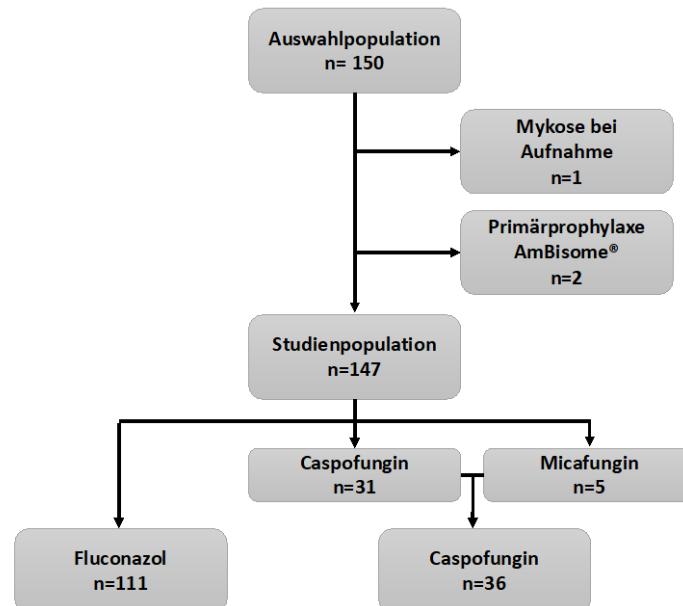 Auswahlpopulation
n= 150
Mykose bei
Aufnahme
n=1
Primärprophylaxe
AmBisome®
n=2
Studienpopulation
n=147
Caspofungin
n=31
Micafungin
n=5
Fluconazol
n=111
Caspofungin
n=36